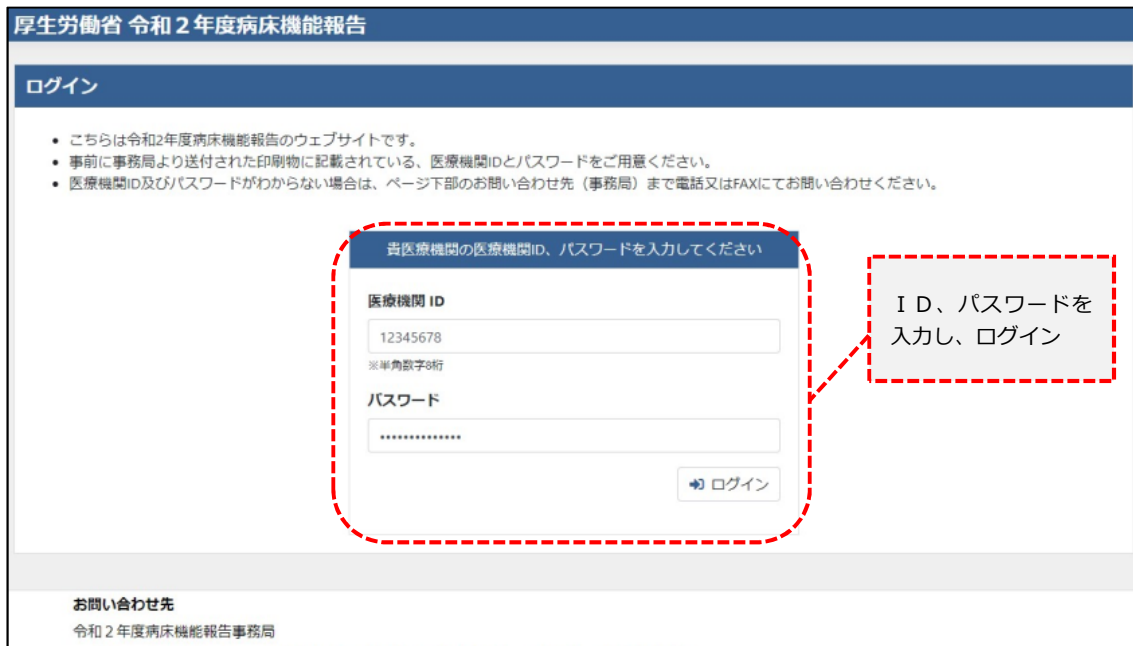 厚生労働省 令和２年度病床機能報告
ログイン
• こちらは令和2年度病床機能報告のウェブサイトです。
• 事前に事務局より送付された印刷物に記載されている、医療機関IDとパスワードをご用意ください。
• 医療機関ID及びパスワードがわからない場合は、ページ下部のお問い合わせ先（事務局）まで電話又はFAXにてお問い合わせください。
貴医療機関の医療機関ID、パスワードを入力してください
医療機関 ID
12345678
※半角数字8桁
パスワード
••••••••••••••
ログイン
ＩＤ、パスワードを
入力し、ログイン
お問い合わせ先
令和２年度病床機能報告事務局